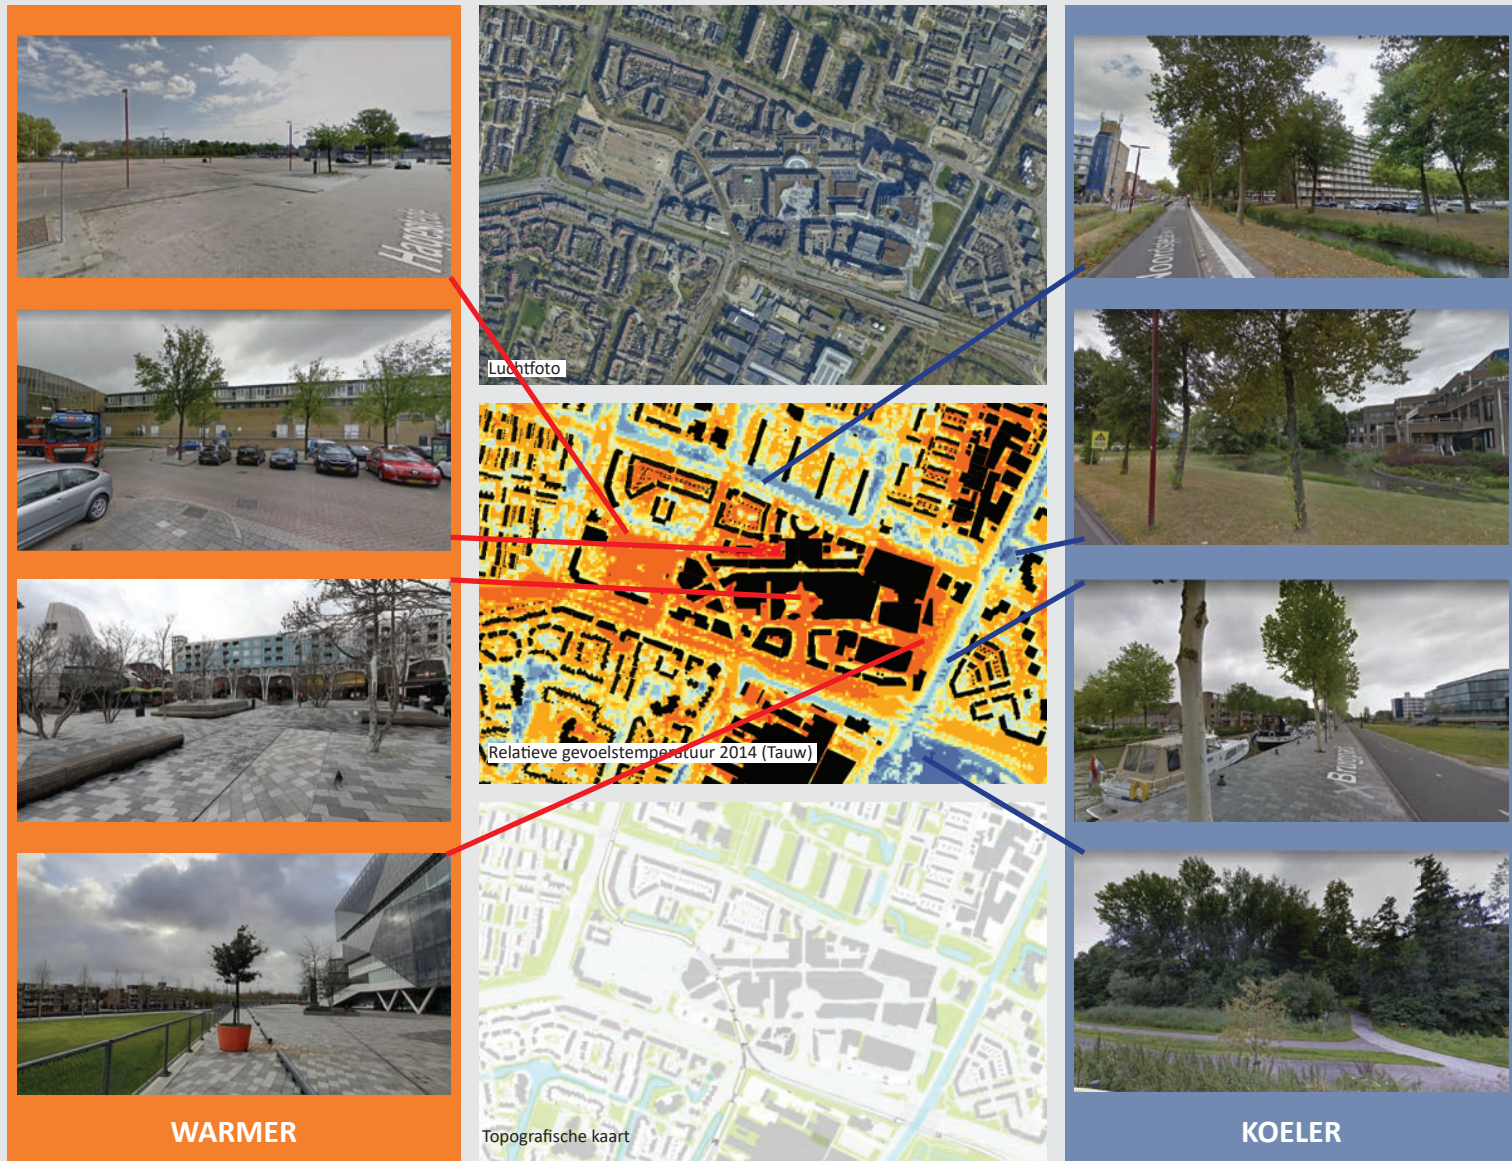 Luchtfoto
Relatieve gevoelstemperatuur 2014 (Tauw)
Topografische kaart
WARMER
KOELER